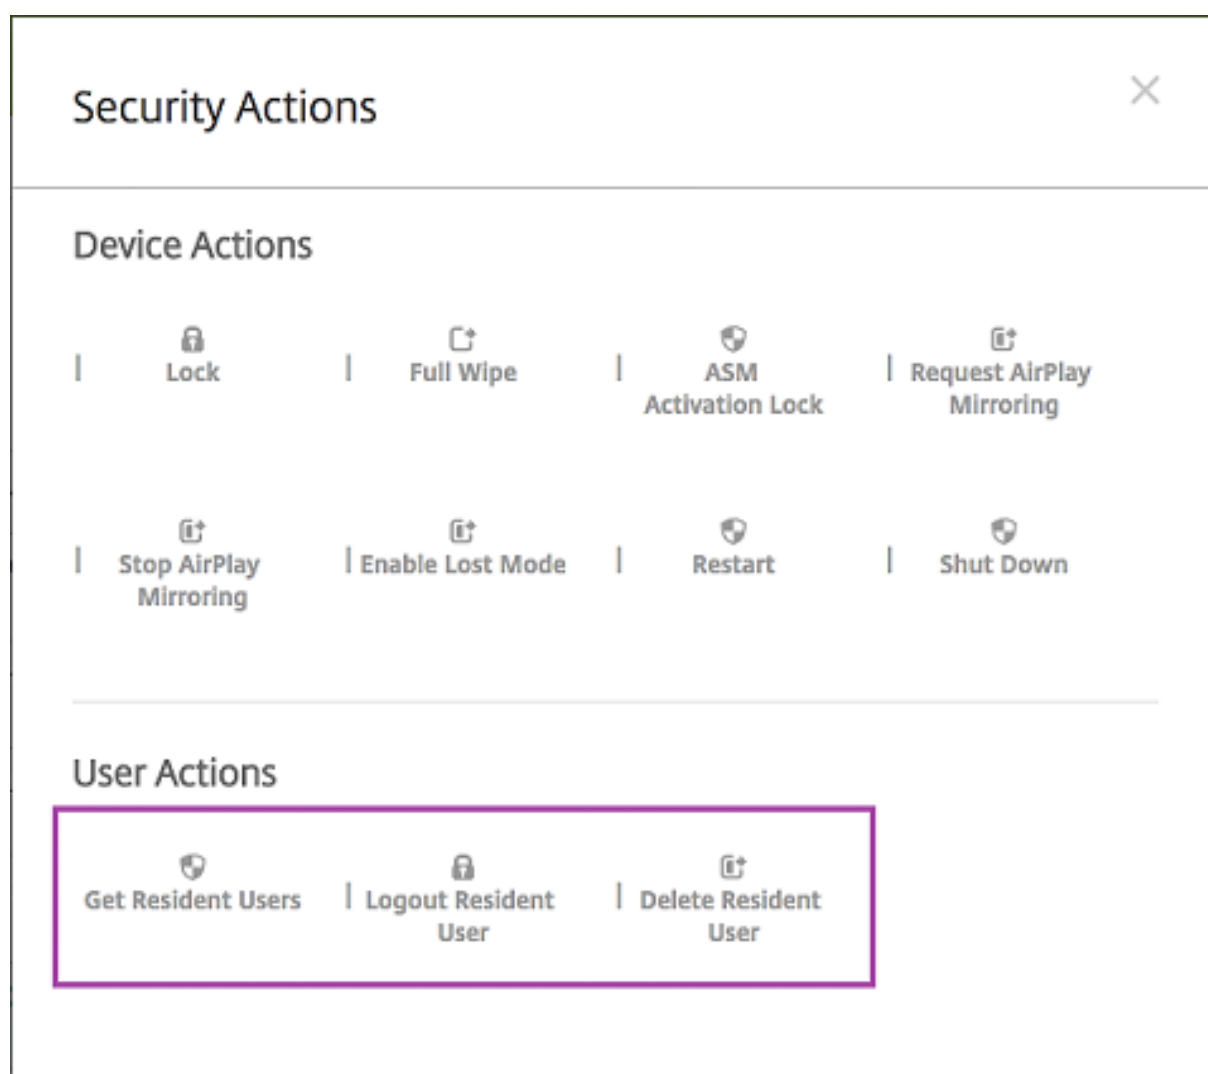 Security Actions
Device Actions
Lock
Full Wipe
ASM
Activation Lock
Request AirPlay
Mirroring
Stop AirPlay
Mirroring
Enable Lost Mode
Restart
Shut Down
User Actions
Get Resident Users
Logout Resident
User
Delete Resident
User